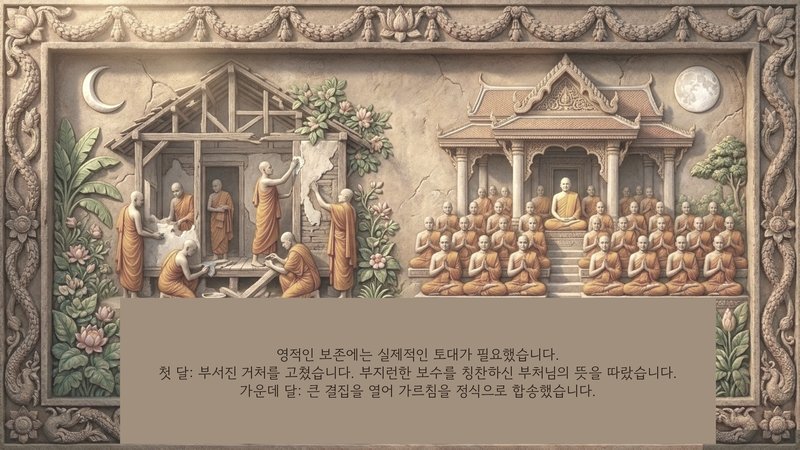 영적인 보존에는 실제적인 토대가 필요했습니다.
첫 달: 부서진 거처를 고쳤습니다. 부지런한 보수를 칭찬하신 부처님의 뜻을 따랐습니다.
가운데 달: 큰 결집을 열어 가르침을 정식으로 합송했습니다.